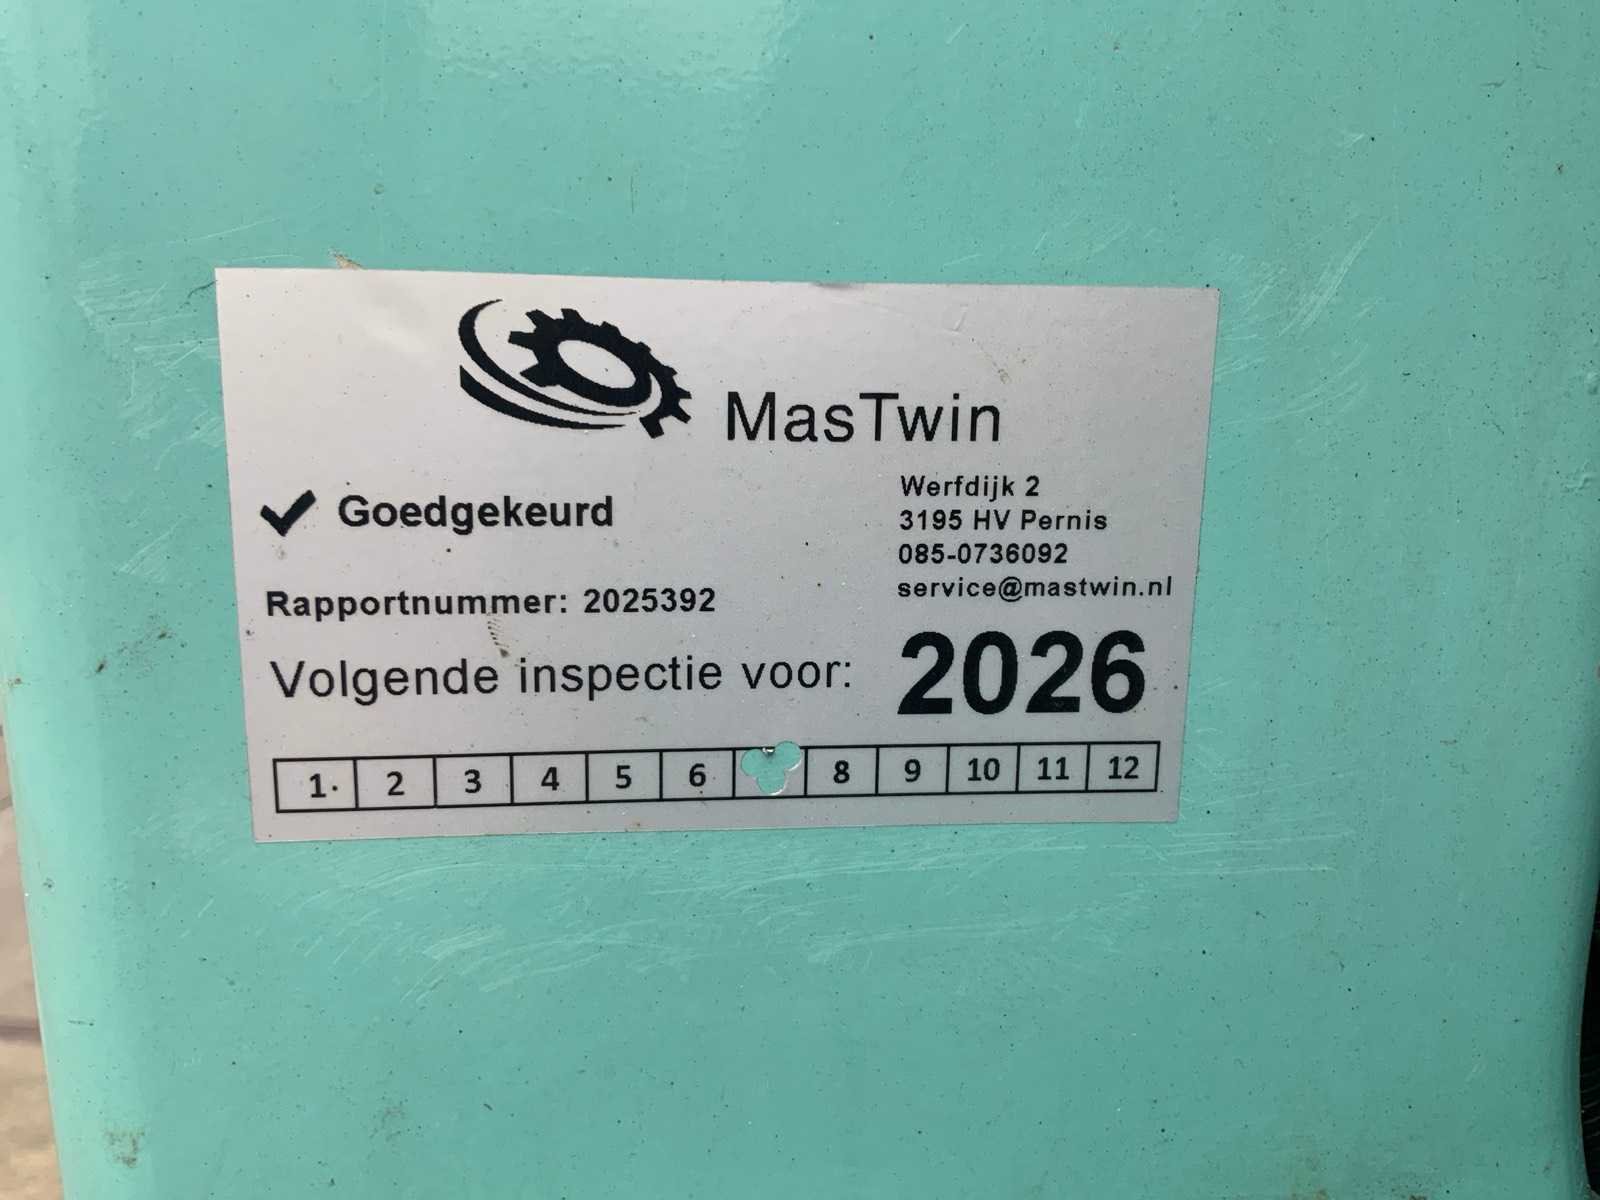 MasTwin
Werfdijk 2
3195 HV Pernis
085-0736092
service@mastwin.nl
✓ Goedgekeurd
Rapportnummer: 2025392
Volgende inspectie voor: 2026
1 2 3 4 5 6 8 9 10 11 12